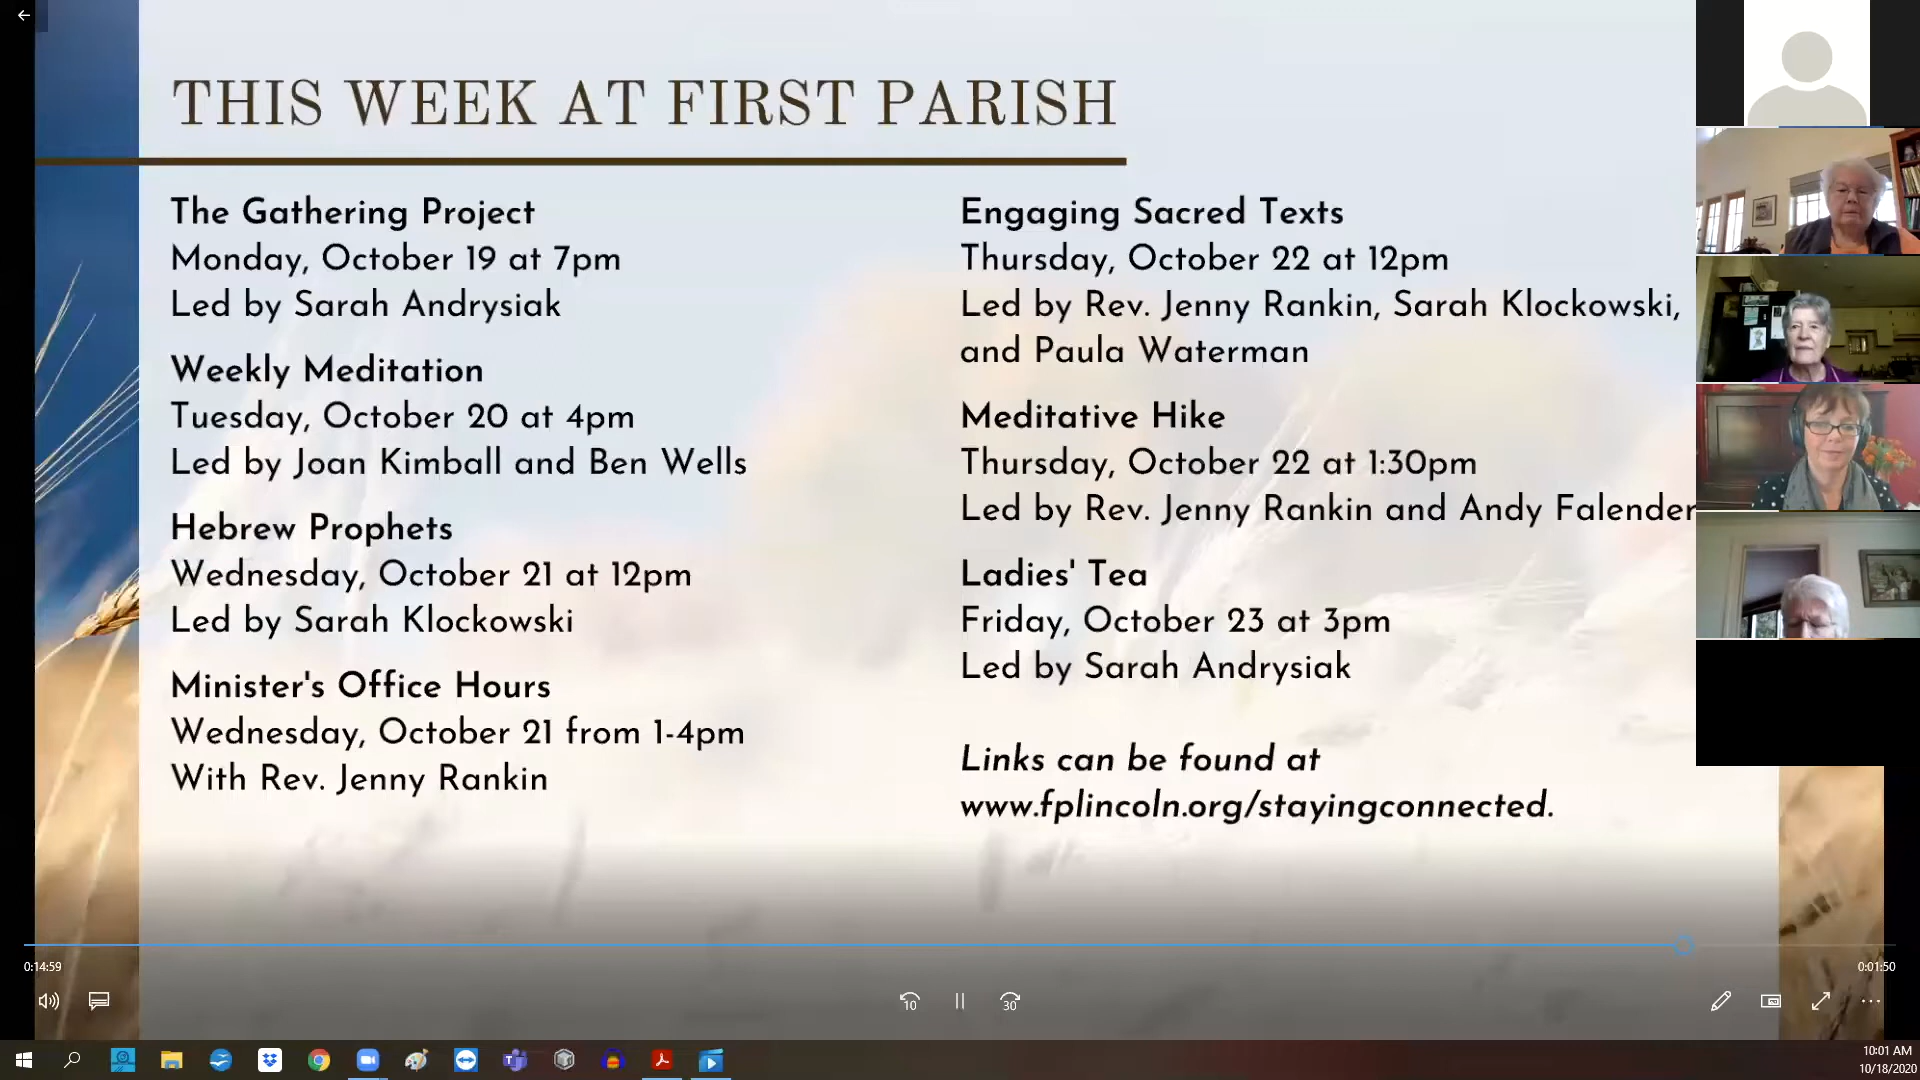 THIS WEEK AT FIRST PARISH
The Gathering Project
Monday, October 19 at 7pm
Led by Sarah Andrysiak
Weekly Meditation
Tuesday, October 20 at 4pm
Led by Joan Kimball and Ben Wells
Hebrew Prophets
Wednesday, October 21 at 12pm
Led by Sarah Klockowski
Minister's Office Hours
Wednesday, October 21 from 1-4pm
With Rev. Jenny Rankin
Engaging Sacred Texts
Thursday, October 22 at 12pm
Led by Rev. Jenny Rankin, Sarah Klockowski,
and Paula Waterman
Meditative Hike
Thursday, October 22 at 1:30pm
Led by Rev. Jenny Rankin and Andy Falender
Ladies' Tea
Friday, October 23 at 3pm
Led by Sarah Andrysiak
Links can be found at
www.fplincoln.org/stayingconnected.
0:14:59
0:01:50
10
30
10:01 AM
10/18/2020